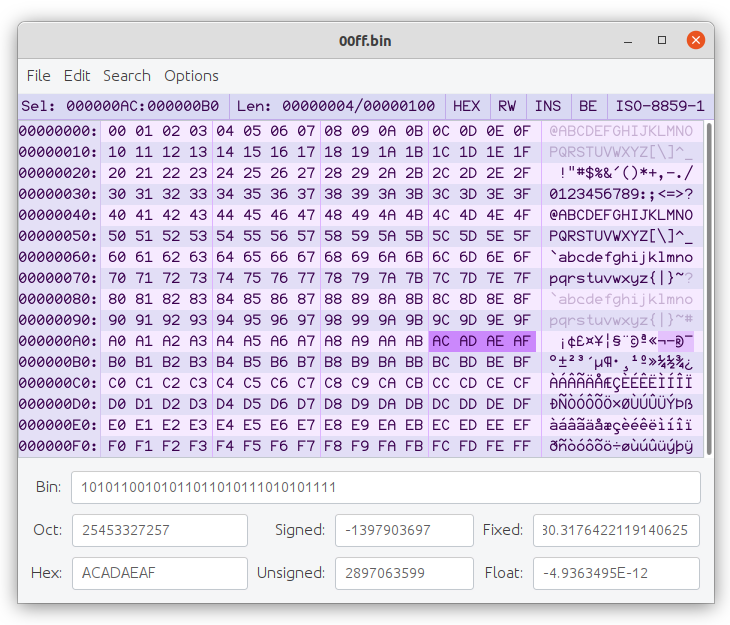 00ff.bin
File Edit Search Options
Sel: 000000AC:000000B0 Len: 00000004/00000100 HEX RW INS BE ISO-8859-1
00000000: 00 01 02 03 04 05 06 07 08 09 0A 0B 0C 0D 0E 0F @ABCDEFGHIJKLMNO
00000010: 10 11 12 13 14 15 16 17 18 19 1A 1B 1C 1D 1E 1F PQRSTUVWXYZ[\]^_
00000020: 20 21 22 23 24 25 26 27 28 29 2A 2B 2C 2D 2E 2F !"#$%&´()*+,-./
00000030: 30 31 32 33 34 35 36 37 38 39 3A 3B 3C 3D 3E 3F 0123456789:;<=>?
00000040: 40 41 42 43 44 45 46 47 48 49 4A 4B 4C 4D 4E 4F @ABCDEFGHIJKLMNO
00000050: 50 51 52 53 54 55 56 57 58 59 5A 5B 5C 5D 5E 5F PQRSTUVWXYZ[\]^_
00000060: 60 61 62 63 64 65 66 67 68 69 6A 6B 6C 6D 6E 6F `abcdefghijklmno
00000070: 70 71 72 73 74 75 76 77 78 79 7A 7B 7C 7D 7E 7F pqrstuvwxyz{|}~?
00000080: 80 81 82 83 84 85 86 87 88 89 8A 8B 8C 8D 8E 8F `abcdefghijklmno
00000090: 90 91 92 93 94 95 96 97 98 99 9A 9B 9C 9D 9E 9F pqrstuvwxyz{|}~#
000000A0: A0 A1 A2 A3 A4 A5 A6 A7 A8 A9 AA AB AC AD AE AF ¡¢£¤¥¦§¨©ª«¬-®¯
000000B0: B0 B1 B2 B3 B4 B5 B6 B7 B8 B9 BA BB BC BD BE BF °±²³´µ¶·¸¹º»¼½¾¿
000000C0: C0 C1 C2 C3 C4 C5 C6 C7 C8 C9 CA CB CC CD CE CF ÀÁÂÃÄÅÆÇÈÉÊËÌÍÎÏ
000000D0: D0 D1 D2 D3 D4 D5 D6 D7 D8 D9 DA DB DC DD DE DF ÐÑÒÓÔÕÖ×ØÙÚÛÜÝÞß
000000E0: E0 E1 E2 E3 E4 E5 E6 E7 E8 E9 EA EB EC ED EE EF àáâãäåæçèéêëìíîï
000000F0: F0 F1 F2 F3 F4 F5 F6 F7 F8 F9 FA FB FC FD FE FF ðñòóôõö÷øùúûüýþÿ
Bin: 10101100101011011010111010101111
Oct: 25453327257 Signed: -1397903697 Fixed: 30.3176422119140625
Hex: ACADAEAF Unsigned: 2897063599 Float: -4.9363495E-12